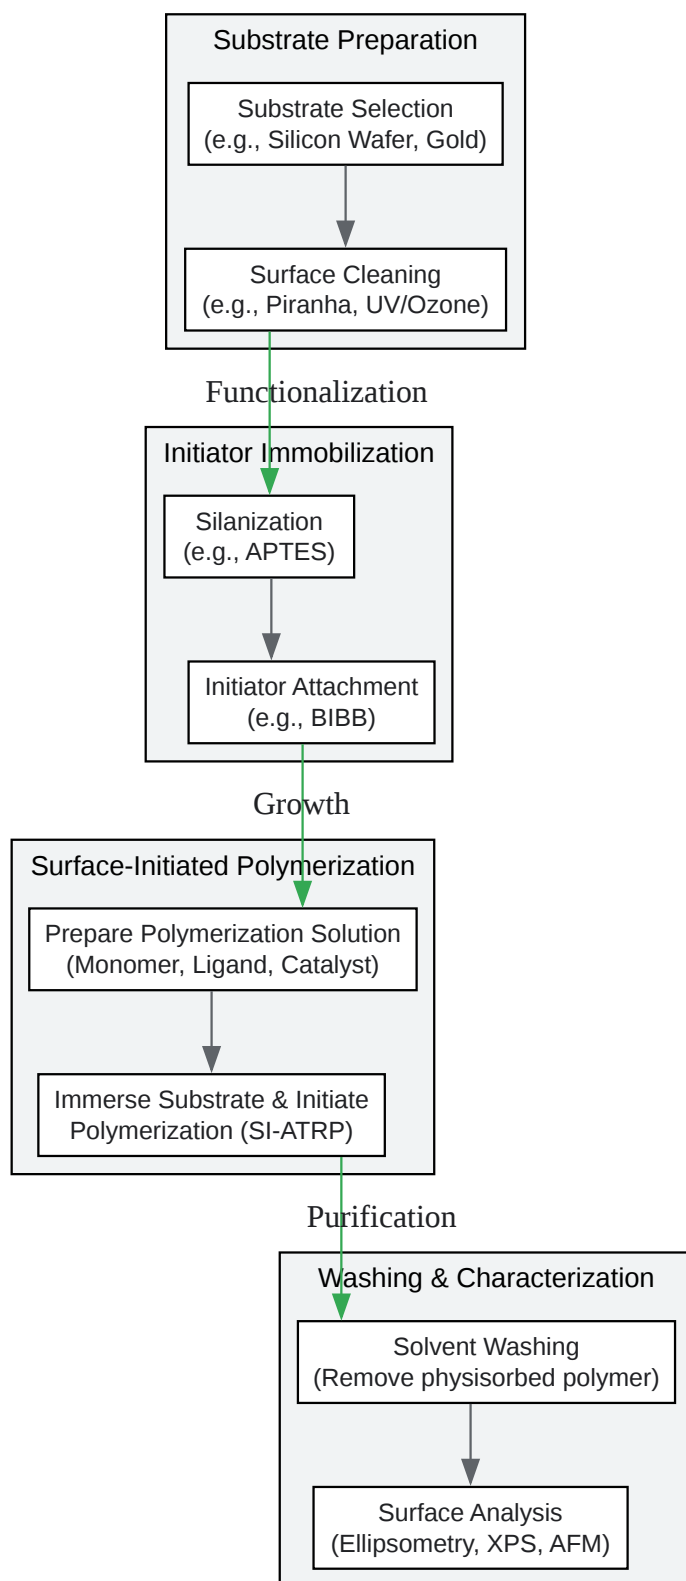 Substrate Preparation
Substrate Selection
(e.g., Silicon Wafer, Gold)
Surface Cleaning
(e.g., Piranha, UV/Ozone)
Functionalization
Initiator Immobilization
Silanization
(e.g., APTES)
Initiator Attachment
(e.g., BIBB)
Growth
Surface-Initiated Polymerization
Prepare Polymerization Solution
(Monomer, Ligand, Catalyst)
Immerse Substrate & Initiate
Polymerization (SI-ATRP)
Purification
Washing & Characterization
Solvent Washing
(Remove physisorbed polymer)
Surface Analysis
(Ellipsometry, XPS, AFM)